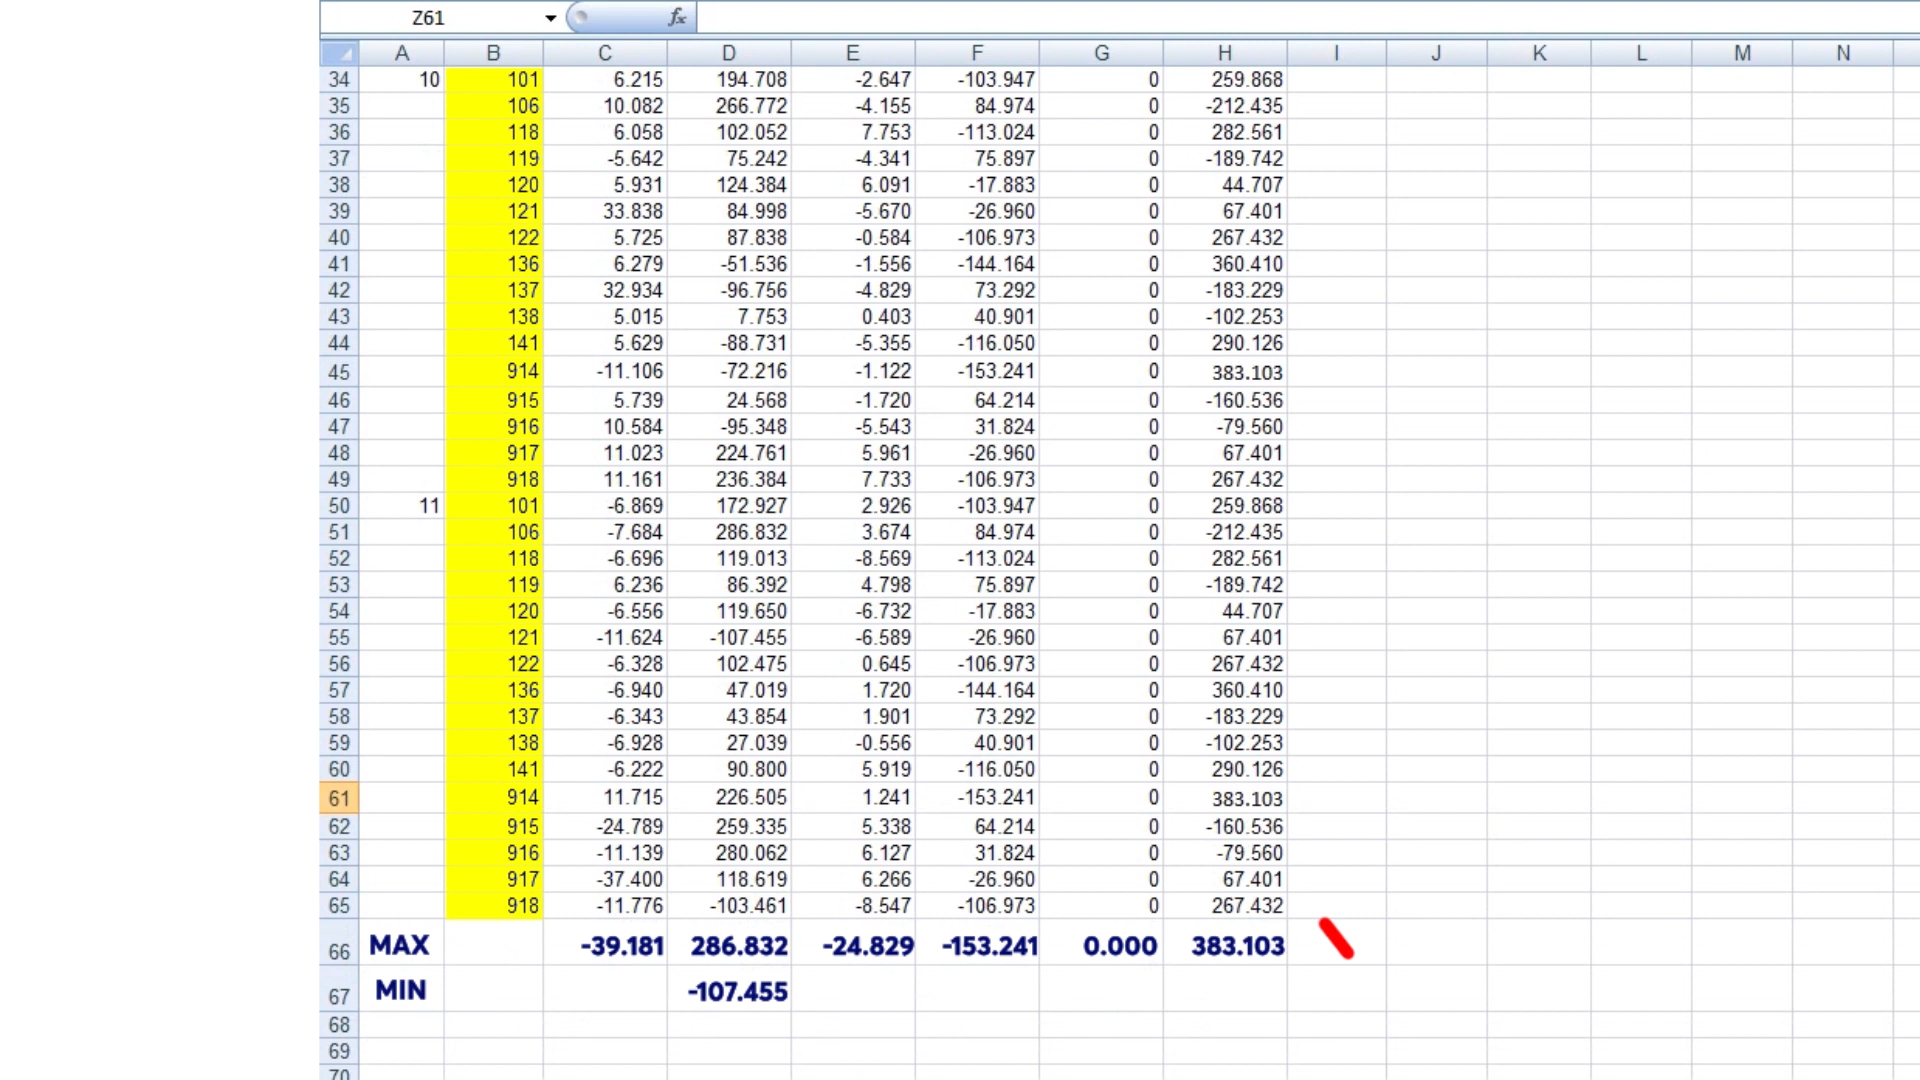 Z61 fx
A B C D E F G H I J K L M N
34 10 101 6.215 194.708 -2.647 -103.947 0 259.868
35 106 10.082 266.772 -4.155 84.974 0 -212.435
36 118 6.058 102.052 7.753 -113.024 0 282.561
37 119 -5.642 75.242 -4.341 75.897 0 -189.742
38 120 5.931 124.384 6.091 -17.883 0 44.707
39 121 33.838 84.998 -5.670 -26.960 0 67.401
40 122 5.725 87.838 -0.584 -106.973 0 267.432
41 136 6.279 -51.536 -1.556 -144.164 0 360.410
42 137 32.934 -96.756 -4.829 73.292 0 -183.229
43 138 5.015 7.753 0.403 40.901 0 -102.253
44 141 5.629 -88.731 -5.355 -116.050 0 290.126
45 914 -11.106 -72.216 -1.122 -153.241 0 383.103
46 915 5.739 24.568 -1.720 64.214 0 -160.536
47 916 10.584 -95.348 -5.543 31.824 0 -79.560
48 917 11.023 224.761 5.961 -26.960 0 67.401
49 918 11.161 236.384 7.733 -106.973 0 267.432
50 11 101 -6.869 172.927 2.926 -103.947 0 259.868
51 106 -7.684 286.832 3.674 84.974 0 -212.435
52 118 -6.696 119.013 -8.569 -113.024 0 282.561
53 119 6.236 86.392 4.798 75.897 0 -189.742
54 120 -6.556 119.650 -6.732 -17.883 0 44.707
55 121 -11.624 -107.455 -6.589 -26.960 0 67.401
56 122 -6.328 102.475 0.645 -106.973 0 267.432
57 136 -6.940 47.019 1.720 -144.164 0 360.410
58 137 -6.343 43.854 1.901 73.292 0 -183.229
59 138 -6.928 27.039 -0.556 40.901 0 -102.253
60 141 -6.222 90.800 5.919 -116.050 0 290.126
61 914 11.715 226.505 1.241 -153.241 0 383.103
62 915 -24.789 259.335 5.338 64.214 0 -160.536
63 916 -11.139 280.062 6.127 31.824 0 -79.560
64 917 -37.400 118.619 6.266 -26.960 0 67.401
65 918 -11.776 -103.461 -8.547 -106.973 0 267.432
66 MAX -39.181 286.832 -24.829 -153.241 0.000 383.103
67 MIN -107.455
68
69
70